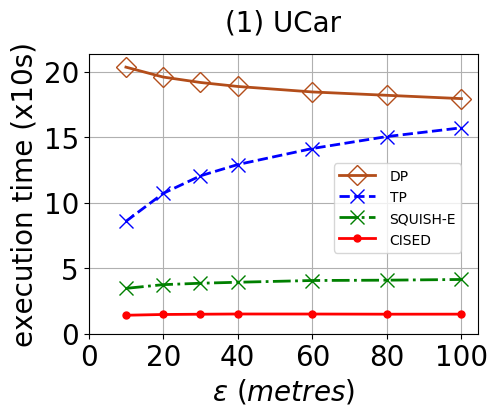 (1) UCar
execution time (x10s)
20
15
10
5
0
DP
TP
SQUISH-E
CISED
0 20 40 60 80 100
ε (metres)